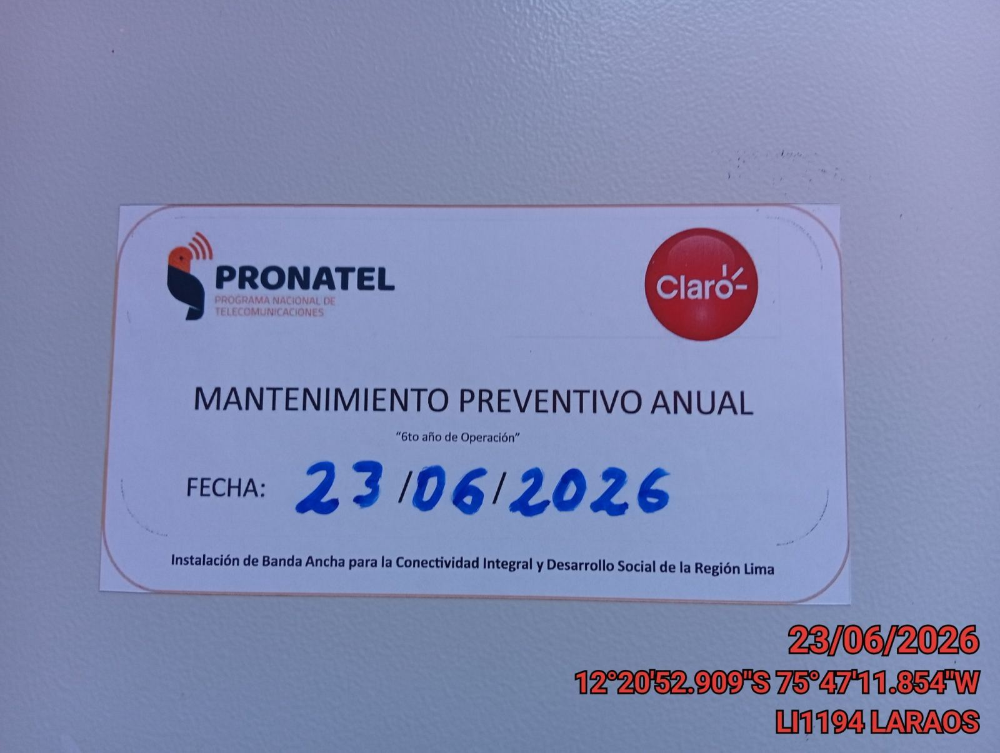 PRONATEL
PROGRAMA NACIONAL DE
TELECOMUNICACIONES
Claro
MANTENIMIENTO PREVENTIVO ANUAL
“6to año de Operación”
FECHA: 23/06/2026
Instalación de Banda Ancha para la Conectividad Integral y Desarrollo Social de la Región Lima
23/06/2026
12°20'52.909"S 75°47'11.854"W
LI1194 LARAOS